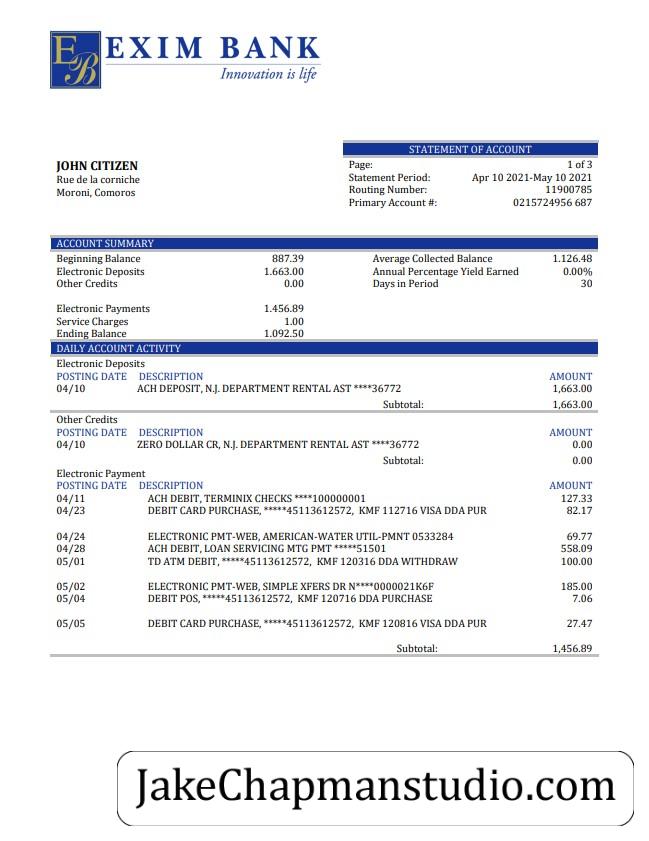 EB EXIM BANK
Innovation is life
STATEMENT OF ACCOUNT
JOHN CITIZEN
Rue de la corniche
Moroni, Comoros
Page: 1 of 3
Statement Period: Apr 10 2021-May 10 2021
Routing Number: 11900785
Primary Account #: 0215724956 687
ACCOUNT SUMMARY
Beginning Balance 887.39 Average Collected Balance 1.126.48
Electronic Deposits 1.663.00 Annual Percentage Yield Earned 0.00%
Other Credits 0.00 Days in Period 30
Electronic Payments 1.456.89
Service Charges 1.00
Ending Balance 1.092.50
DAILY ACCOUNT ACTIVITY
Electronic Deposits
POSTING DATE DESCRIPTION AMOUNT
04/10 ACH DEPOSIT, N.J. DEPARTMENT RENTAL AST ****36772 1,663.00
Subtotal: 1,663.00
Other Credits
POSTING DATE DESCRIPTION AMOUNT
04/10 ZERO DOLLAR CR, N.J. DEPARTMENT RENTAL AST ****36772 0.00
Subtotal: 0.00
Electronic Payment
POSTING DATE DESCRIPTION AMOUNT
04/11 ACH DEBIT, TERMINIX CHECKS ****100000001 127.33
04/23 DEBIT CARD PURCHASE, *****45113612572, KMF 112716 VISA DDA PUR 82.17
04/24 ELECTRONIC PMT-WEB, AMERICAN-WATER UTIL-PMNT 0533284 69.77
04/28 ACH DEBIT, LOAN SERVICING MTG PMT *****51501 558.09
05/01 TD ATM DEBIT, *****45113612572, KMF 120316 DDA WITHDRAW 100.00
05/02 ELECTRONIC PMT-WEB, SIMPLE XFERS DR N****0000021K6F 185.00
05/04 DEBIT POS, *****45113612572, KMF 120716 DDA PURCHASE 7.06
05/05 DEBIT CARD PURCHASE, *****45113612572, KMF 120816 VISA DDA PUR 27.47
Subtotal: 1,456.89
JakeChapmanstudio.com